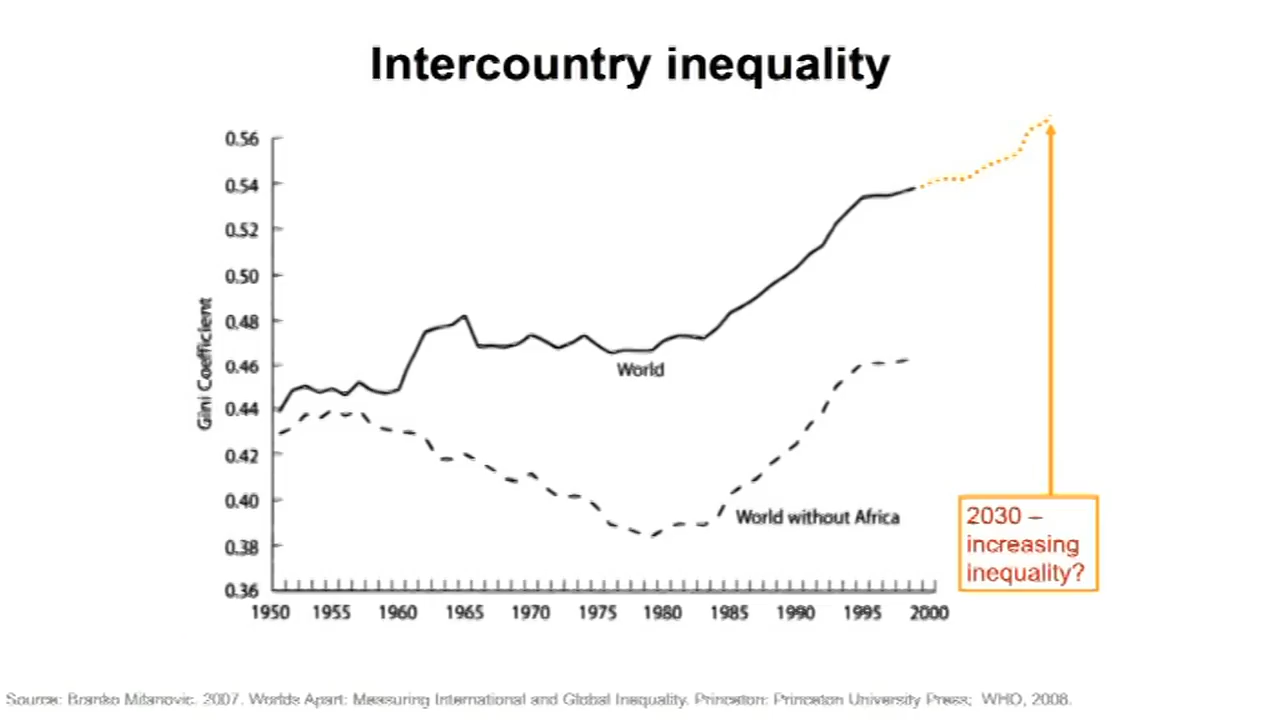 Intercountry inequality
0.56
0.54
0.52
0.50
0.48
0.46
0.44
0.42
0.40
0.38
0.36
Gini Coefficient
World
World without Africa
1950 1955 1960 1965 1970 1975 1980 1985 1990 1995 2000
2030 –
increasing
inequality?
Source: Branko Milanovic. 2007. Worlds Apart: Measuring International and Global Inequality. Princeton: Princeton University Press; WHO, 2008.